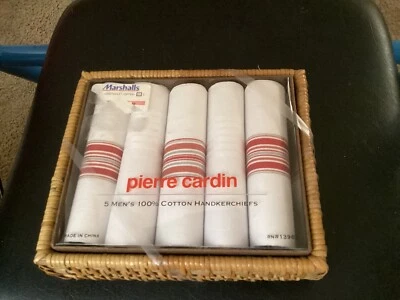 Marshalls
pierre cardin
5 MEN'S 100% COTTON HANDKERCHIEFS
MADE IN CHINA